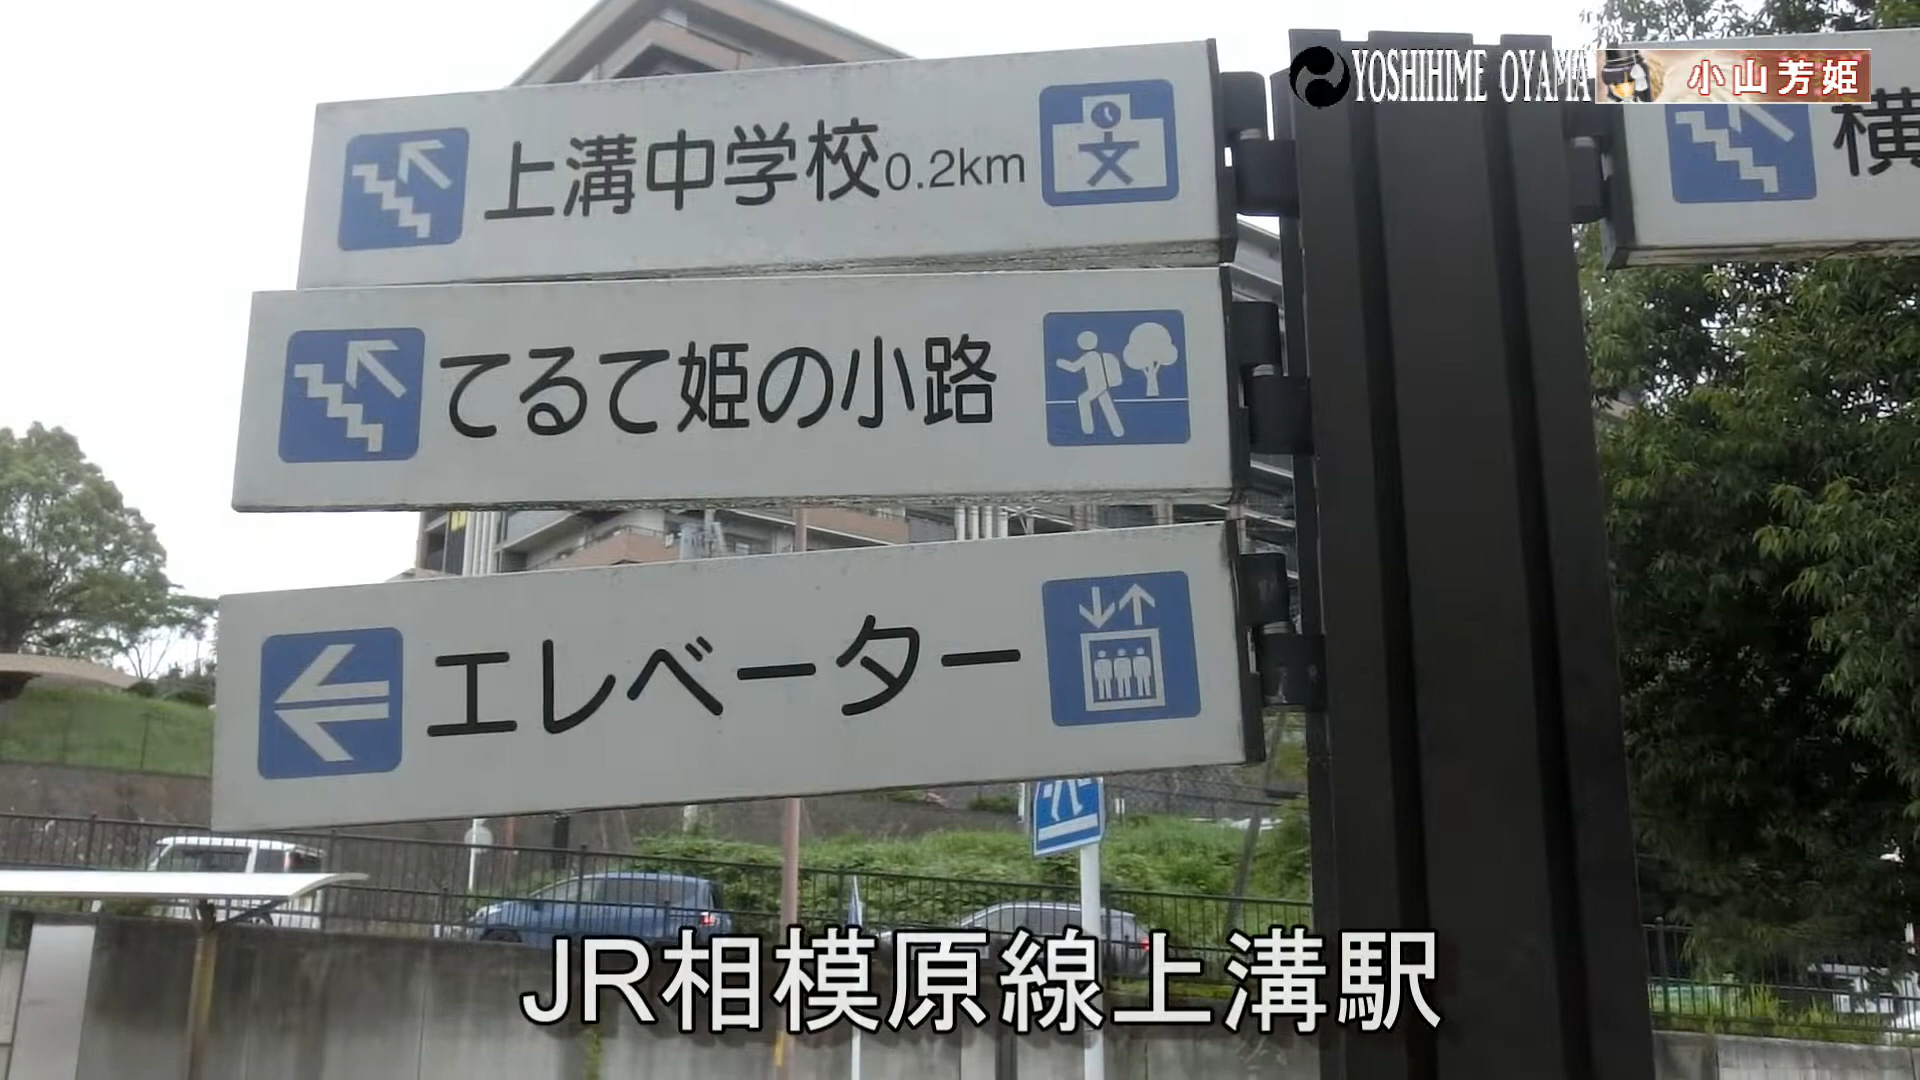 YOSHIHIME OYAMA 小山芳姫
上溝中学校0.2km 文
横
てるて姫の小路
エレベーター
JR相模原線上溝駅